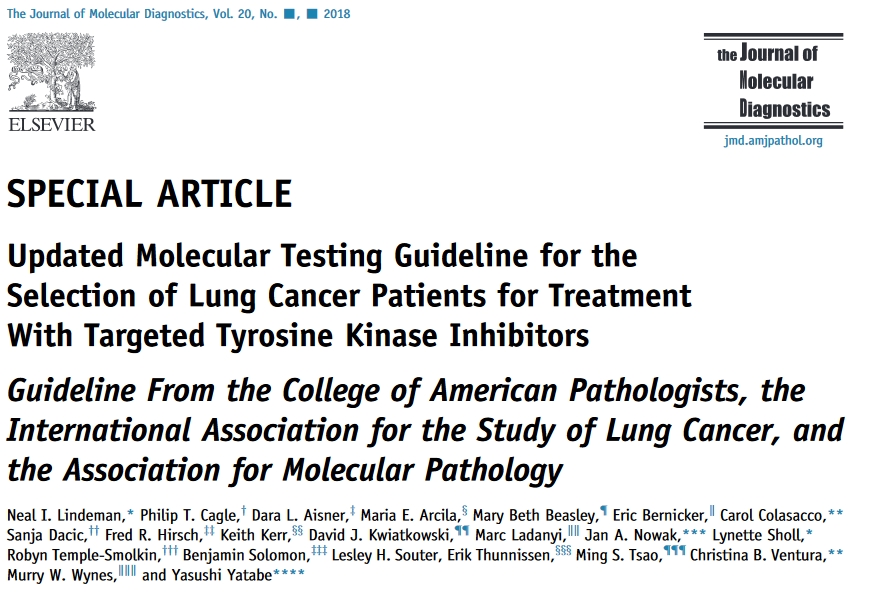 The Journal of Molecular Diagnostics, Vol. 20, No. ■, ■ 2018
ELSEVIER
the Journal of
Molecular
Diagnostics
jmd.amjpathol.org
SPECIAL ARTICLE
Updated Molecular Testing Guideline for the
Selection of Lung Cancer Patients for Treatment
With Targeted Tyrosine Kinase Inhibitors
Guideline From the College of American Pathologists, the
International Association for the Study of Lung Cancer, and
the Association for Molecular Pathology
Neal I. Lindeman,* Philip T. Cagle,† Dara L. Aisner,‡ Maria E. Arcila,§ Mary Beth Beasley,¶ Eric Bernicker,‖ Carol Colasacco,**
Sanja Dacic,†† Fred R. Hirsch,‡‡ Keith Kerr,§§ David J. Kwiatkowski,¶¶ Marc Ladanyi,‖‖ Jan A. Nowak,*** Lynette Sholl,*
Robyn Temple-Smolkin,††† Benjamin Solomon,‡‡‡ Lesley H. Souter, Erik Thunnissen,§§§ Ming S. Tsao,¶¶¶ Christina B. Ventura,**
Murry W. Wynes,‖‖‖ and Yasushi Yatabe****